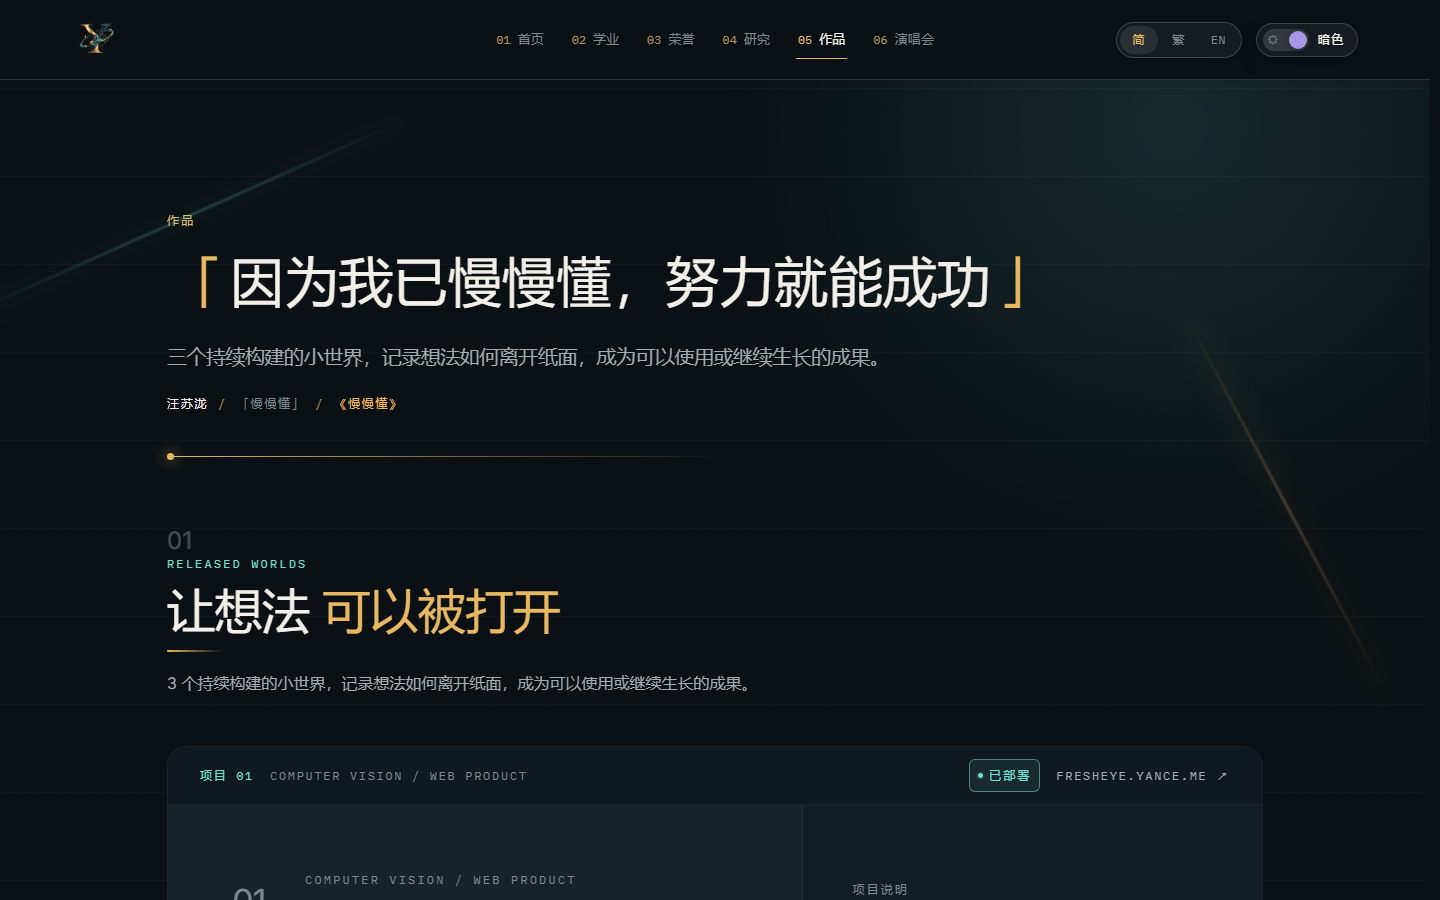 01 首页 02 学业 03 荣誉 04 研究 05 作品 06 演唱会 简 繁 EN 暗色
作品
「因为我已慢慢懂，努力就能成功」
三个持续构建的小世界，记录想法如何离开纸面，成为可以使用或继续生长的成果。
汪苏泷 / 「慢慢懂」 / 《慢慢懂》
01
RELEASED WORLDS
让想法 可以被打开
3 个持续构建的小世界，记录想法如何离开纸面，成为可以使用或继续生长的成果。
项目 01 COMPUTER VISION / WEB PRODUCT 已部署 FRESHEYE.YANCE.ME ↗
COMPUTER VISION / WEB PRODUCT
项目说明
01